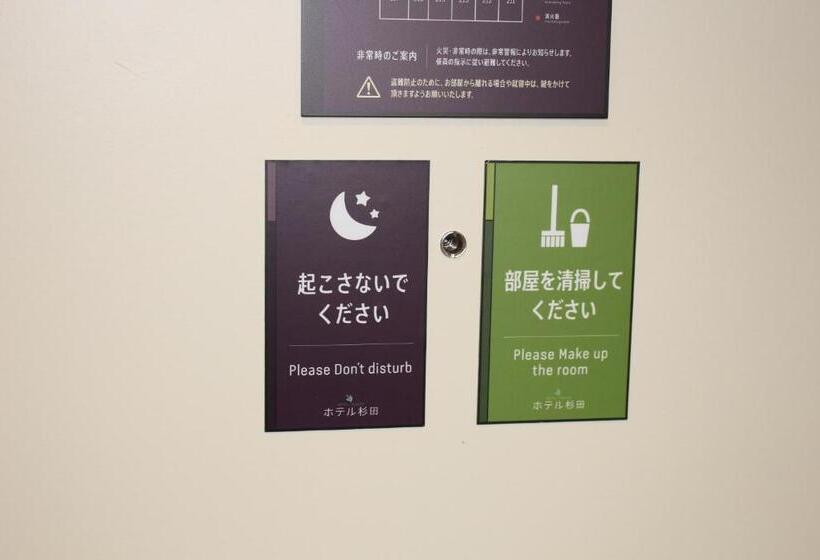 消火器
非常時のご案内
火災・非常時の際は、非常警報によりお知らせします。
係員の指示に従い避難してください。
盗難防止のために、お部屋から離れる場合や就寝中は、鍵をかけて
頂きますようお願いいたします。
起こさないで
ください
Please Don't disturb
ホテル杉田
部屋を清掃して
ください
Please Make up
the room
ホテル杉田